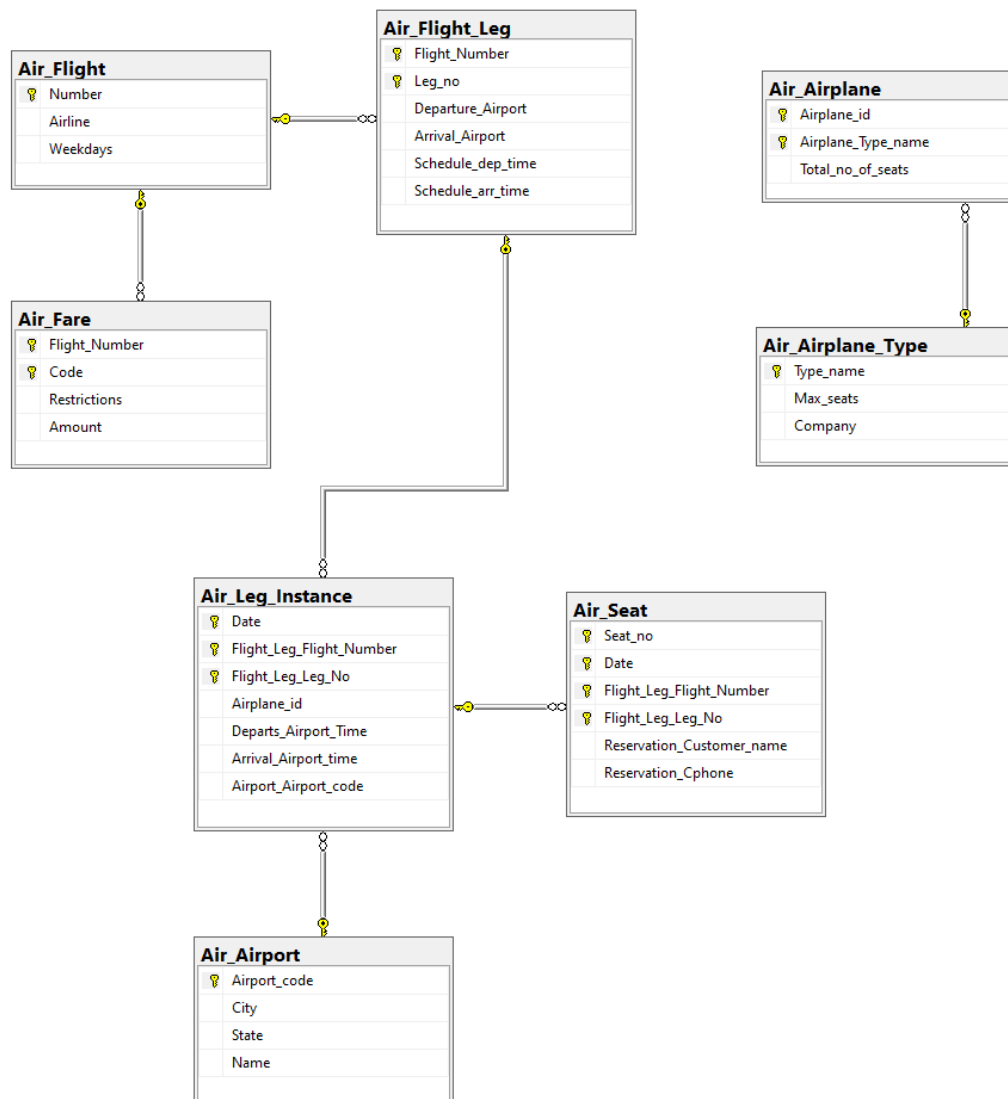 Air_Flight
Number
Airline
Weekdays
Air_Flight_Leg
Flight_Number
Leg_no
Departure_Airport
Arrival_Airport
Schedule_dep_time
Schedule_arr_time
Air_Airplane
Airplane_id
Airplane_Type_name
Total_no_of_seats
Air_Fare
Flight_Number
Code
Restrictions
Amount
Air_Airplane_Type
Type_name
Max_seats
Company
Air_Leg_Instance
Date
Flight_Leg_Flight_Number
Flight_Leg_Leg_No
Airplane_id
Departs_Airport_Time
Arrival_Airport_time
Airport_Airport_code
Air_Seat
Seat_no
Date
Flight_Leg_Flight_Number
Flight_Leg_Leg_No
Reservation_Customer_name
Reservation_Cphone
Air_Airport
Airport_code
City
State
Name